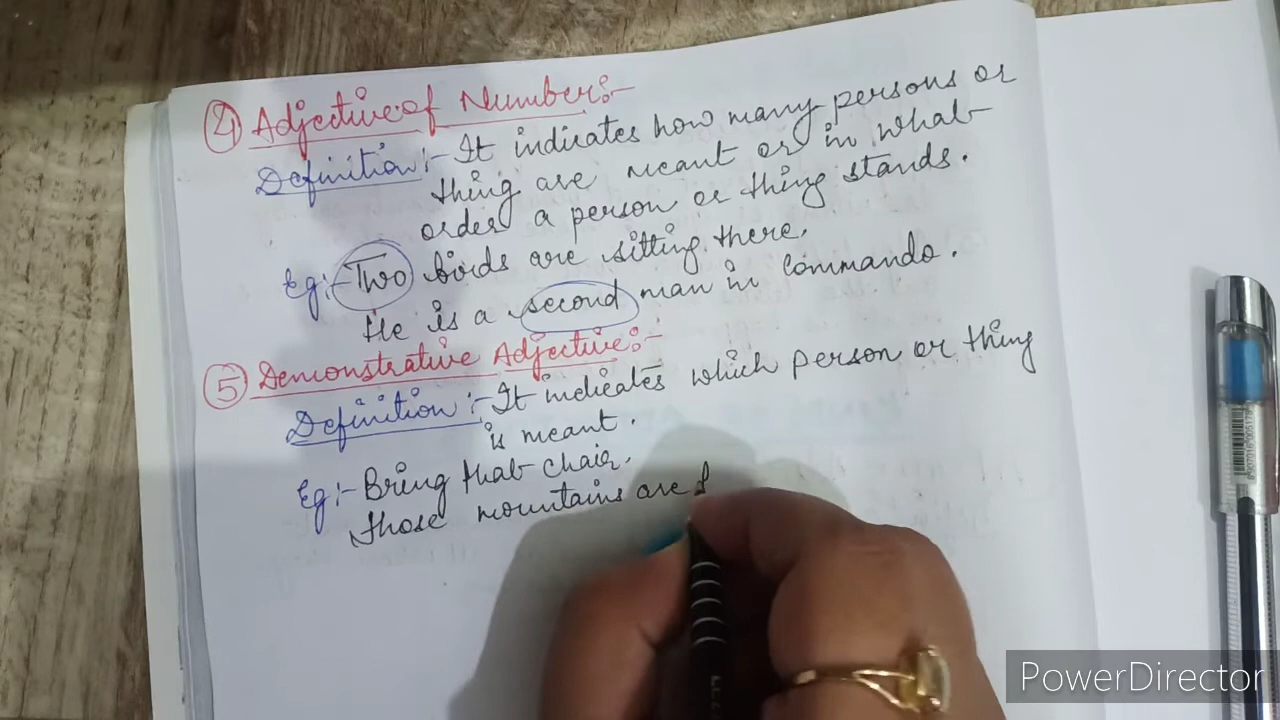 ④ Adjective of Number:-
Definition:- It indicates how many persons or
thing are meant or in what
order a person or thing stands.
Eg:- Two birds are sitting there.
He is a second man in commando.
⑤ Demonstrative Adjective:-
Definition:- It indicates which person or thing
is meant.
Eg:- Bring that chair.
those mountains are
PowerDirector